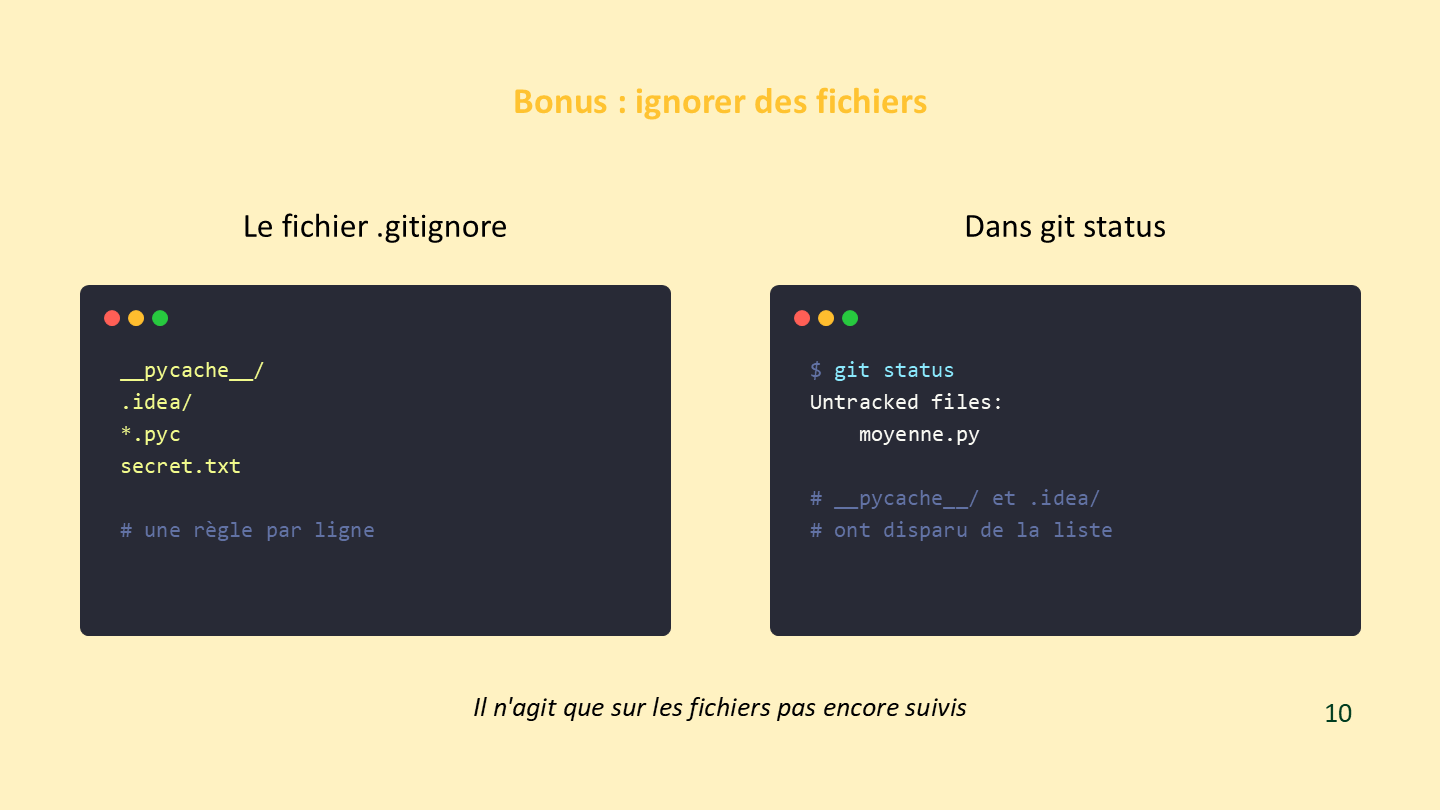 Bonus : ignorer des fichiers
Le fichier .gitignore
__pycache__/
.idea/
*.pyc
secret.txt
# une règle par ligne
Dans git status
$ git status
Untracked files:
    moyenne.py
# __pycache__/ et .idea/
# ont disparu de la liste
Il n'agit que sur les fichiers pas encore suivis
10